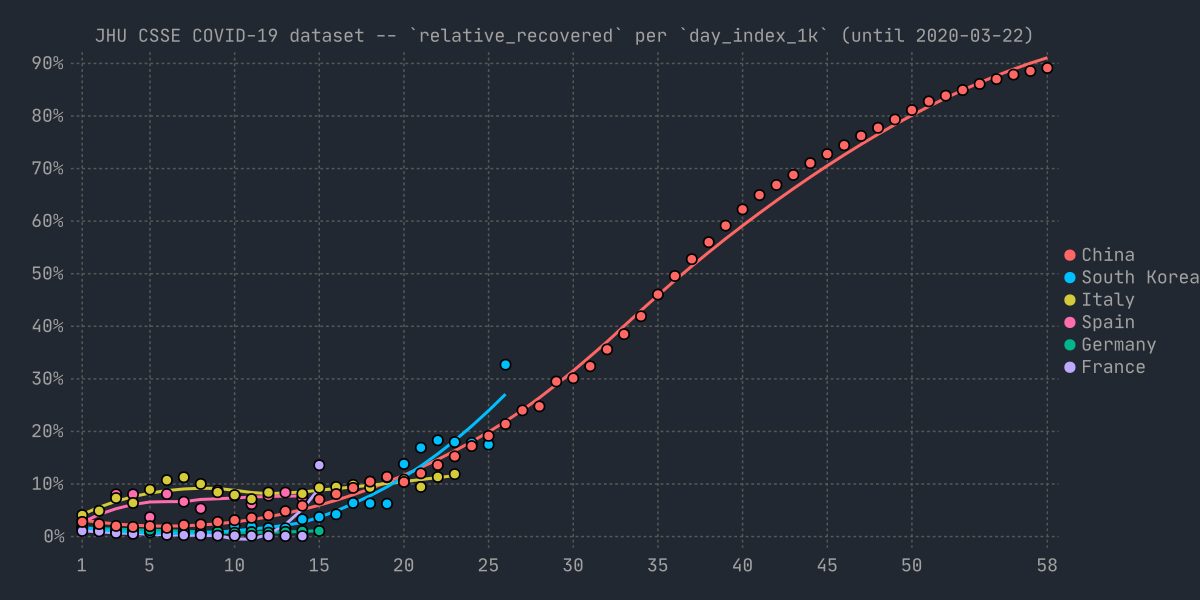 JHU CSSE COVID-19 dataset -- `relative_recovered` per `day_index_1k` (until 2020-03-22)
90%
80%
70%
60%
50%
40%
30%
20%
10%
0%
1 5 10 15 20 25 30 35 40 45 50 58
China
South Korea
Italy
Spain
Germany
France